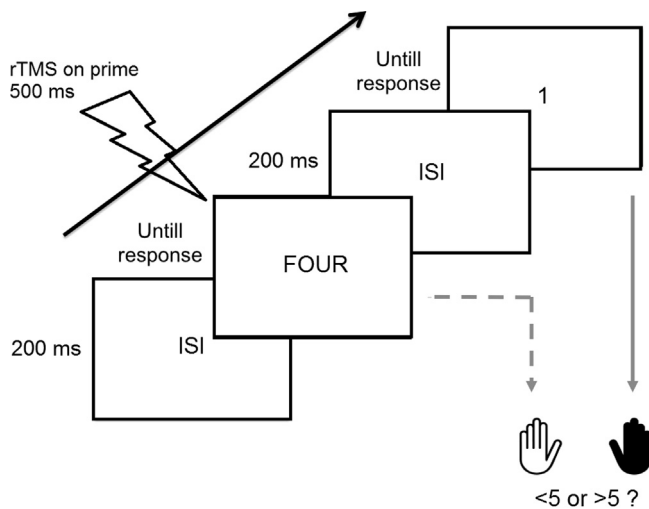 rTMS on prime
500 ms
Untill
response
1
200 ms
ISI
Untill
response
FOUR
200 ms
ISI
<5 or >5 ?